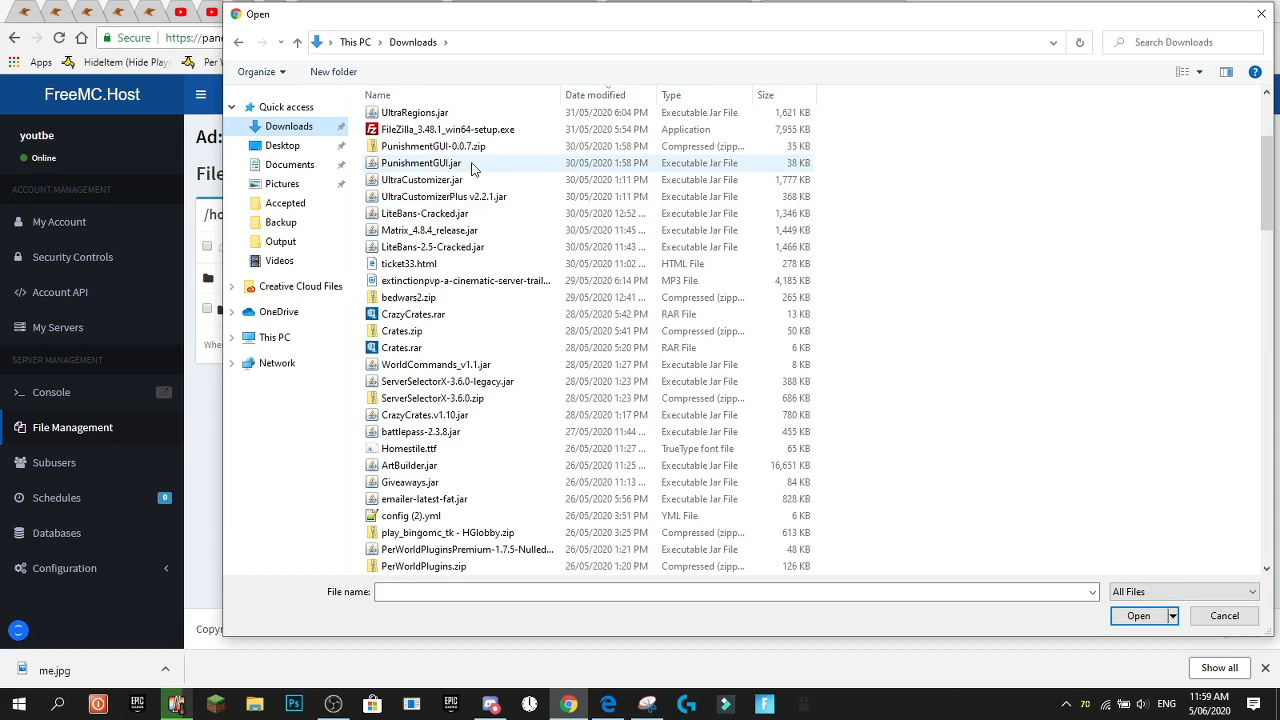 Open
Secure
https://pane
This PC
Downloads
Search Downloads
Apps
HideItem (Hide Play
Per W
Organize
New folder
FreeMC.Host
Name
Date modified
Type
Size
Ad:
File
/ho
Whe
Copyr
youtbe
Online
ACCOUNT MANAGEMENT
My Account
Security Controls
Account API
My Servers
SERVER MANAGEMENT
Console
File Management
Subusers
Schedules
0
Databases
Configuration
Quick access
Downloads
Desktop
Documents
Pictures
Accepted
Backup
Output
Videos
Creative Cloud Files
OneDrive
This PC
Network
UltraRegions.jar 31/05/2020 6:04 PM Executable Jar File 1,621 KB
FileZilla_3.48.1_win64-setup.exe 31/05/2020 5:54 PM Application 7,955 KB
PunishmentGUI-0.0.7.zip 30/05/2020 1:58 PM Compressed (zipp... 35 KB
PunishmentGUI.jar 30/05/2020 1:58 PM Executable Jar File 38 KB
UltraCustomizer.jar 30/05/2020 1:11 PM Executable Jar File 1,777 KB
UltraCustomizerPlus v2.2.1.jar 30/05/2020 1:11 PM Executable Jar File 368 KB
LiteBans-Cracked.jar 30/05/2020 12:52 ... Executable Jar File 1,346 KB
Matrix_4.8.4_release.jar 30/05/2020 11:45 ... Executable Jar File 1,449 KB
LiteBans-2.5-Cracked.jar 30/05/2020 11:43 ... Executable Jar File 1,466 KB
ticket33.html 30/05/2020 11:02 ... HTML File 278 KB
extinctionpvp-a-cinematic-server-trail... 29/05/2020 6:14 PM MP3 File 4,185 KB
bedwars2.zip 29/05/2020 12:41 ... Compressed (zipp... 265 KB
CrazyCrates.rar 28/05/2020 5:42 PM RAR File 13 KB
Crates.zip 28/05/2020 5:41 PM Compressed (zipp... 50 KB
Crates.rar 28/05/2020 5:20 PM RAR File 6 KB
WorldCommands_v1.1.jar 28/05/2020 1:27 PM Executable Jar File 8 KB
ServerSelectorX-3.6.0-legacy.jar 28/05/2020 1:23 PM Executable Jar File 388 KB
ServerSelectorX-3.6.0.zip 28/05/2020 1:23 PM Compressed (zipp... 686 KB
CrazyCrates.v1.10.jar 28/05/2020 1:17 PM Executable Jar File 780 KB
battlepass-2.3.8.jar 27/05/2020 11:44 ... Executable Jar File 455 KB
Homestile.ttf 26/05/2020 11:27 ... TrueType font file 65 KB
ArtBuilder.jar 26/05/2020 11:25 ... Executable Jar File 16,651 KB
Giveaways.jar 26/05/2020 11:13 ... Executable Jar File 84 KB
emailer-latest-fat.jar 26/05/2020 5:56 PM Executable Jar File 828 KB
config (2).yml 26/05/2020 3:51 PM YML File 6 KB
play_bingomc_tk - HGlobby.zip 26/05/2020 3:25 PM Compressed (zipp... 613 KB
PerWorldPluginsPremium-1.7.5-Nulled... 26/05/2020 1:21 PM Executable Jar File 48 KB
PerWorldPlugins.zip 26/05/2020 1:20 PM Compressed (zipp... 126 KB
File name:
All Files
Open
Cancel
me.jpg
Show all
EPIC GAMES
Ps
EPIC GAMES
70
ENG
11:59 AM
5/06/2020